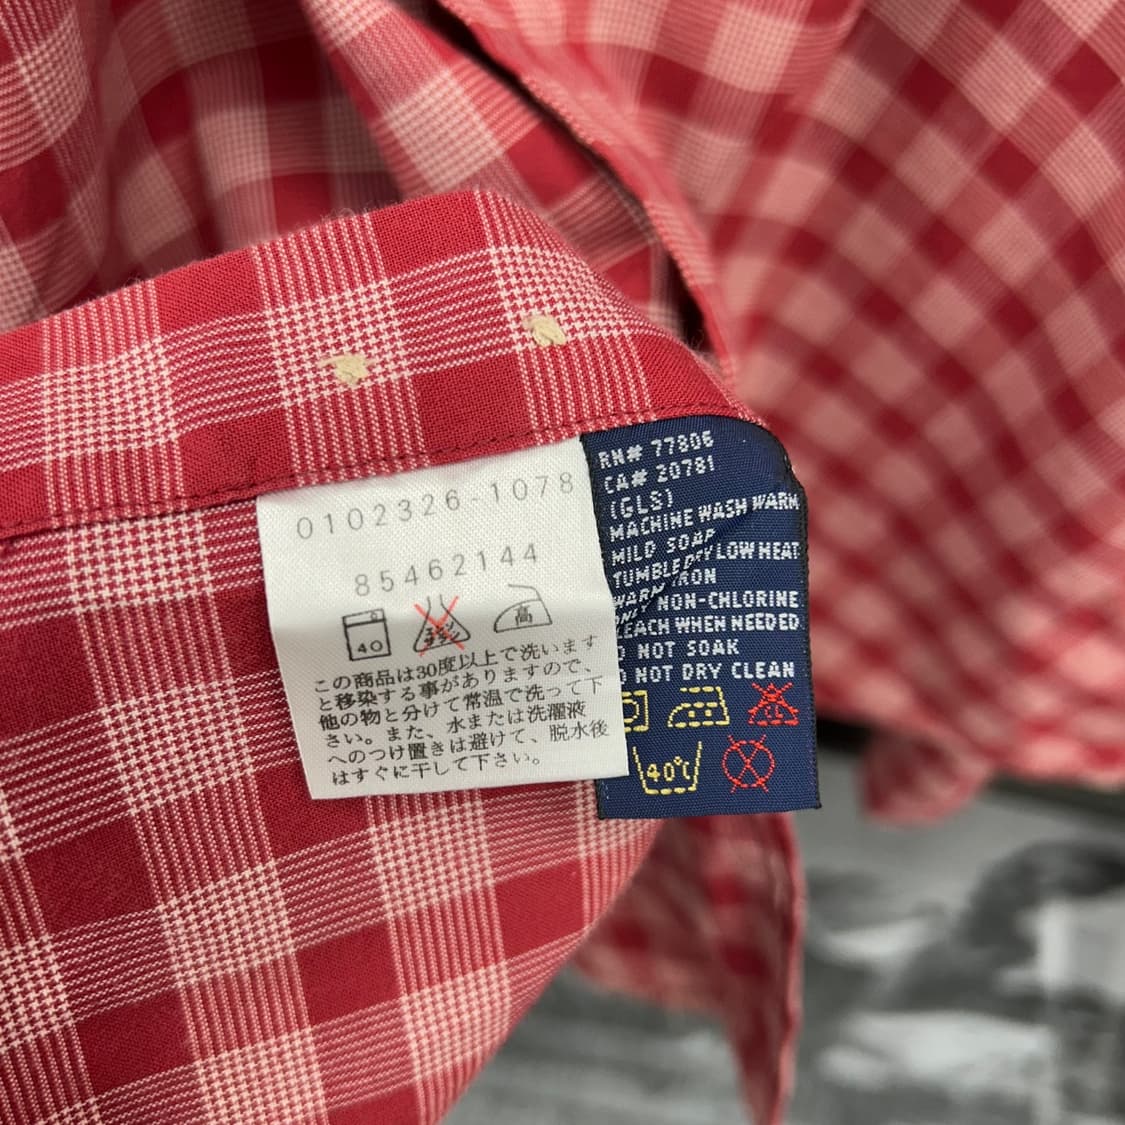 0102326-1078
85462144
40
高
この商品は30度以上で洗います
と移染する事がありますので、
他の物と分けて常温で洗って下
さい。また、水または洗濯液
へのつけ置きは避けて、脱水後
はすぐに干して下さい。
RN# 77806
CA# 20781
(GLS)
MACHINE WASH WARM
MILD SOAP
TUMBLE DRY LOW HEAT
WARM IRON
ONLY NON-CHLORINE
LEACH WHEN NEEDED.
NOT SOAK
NOT DRY CLEAN
CL
40°C